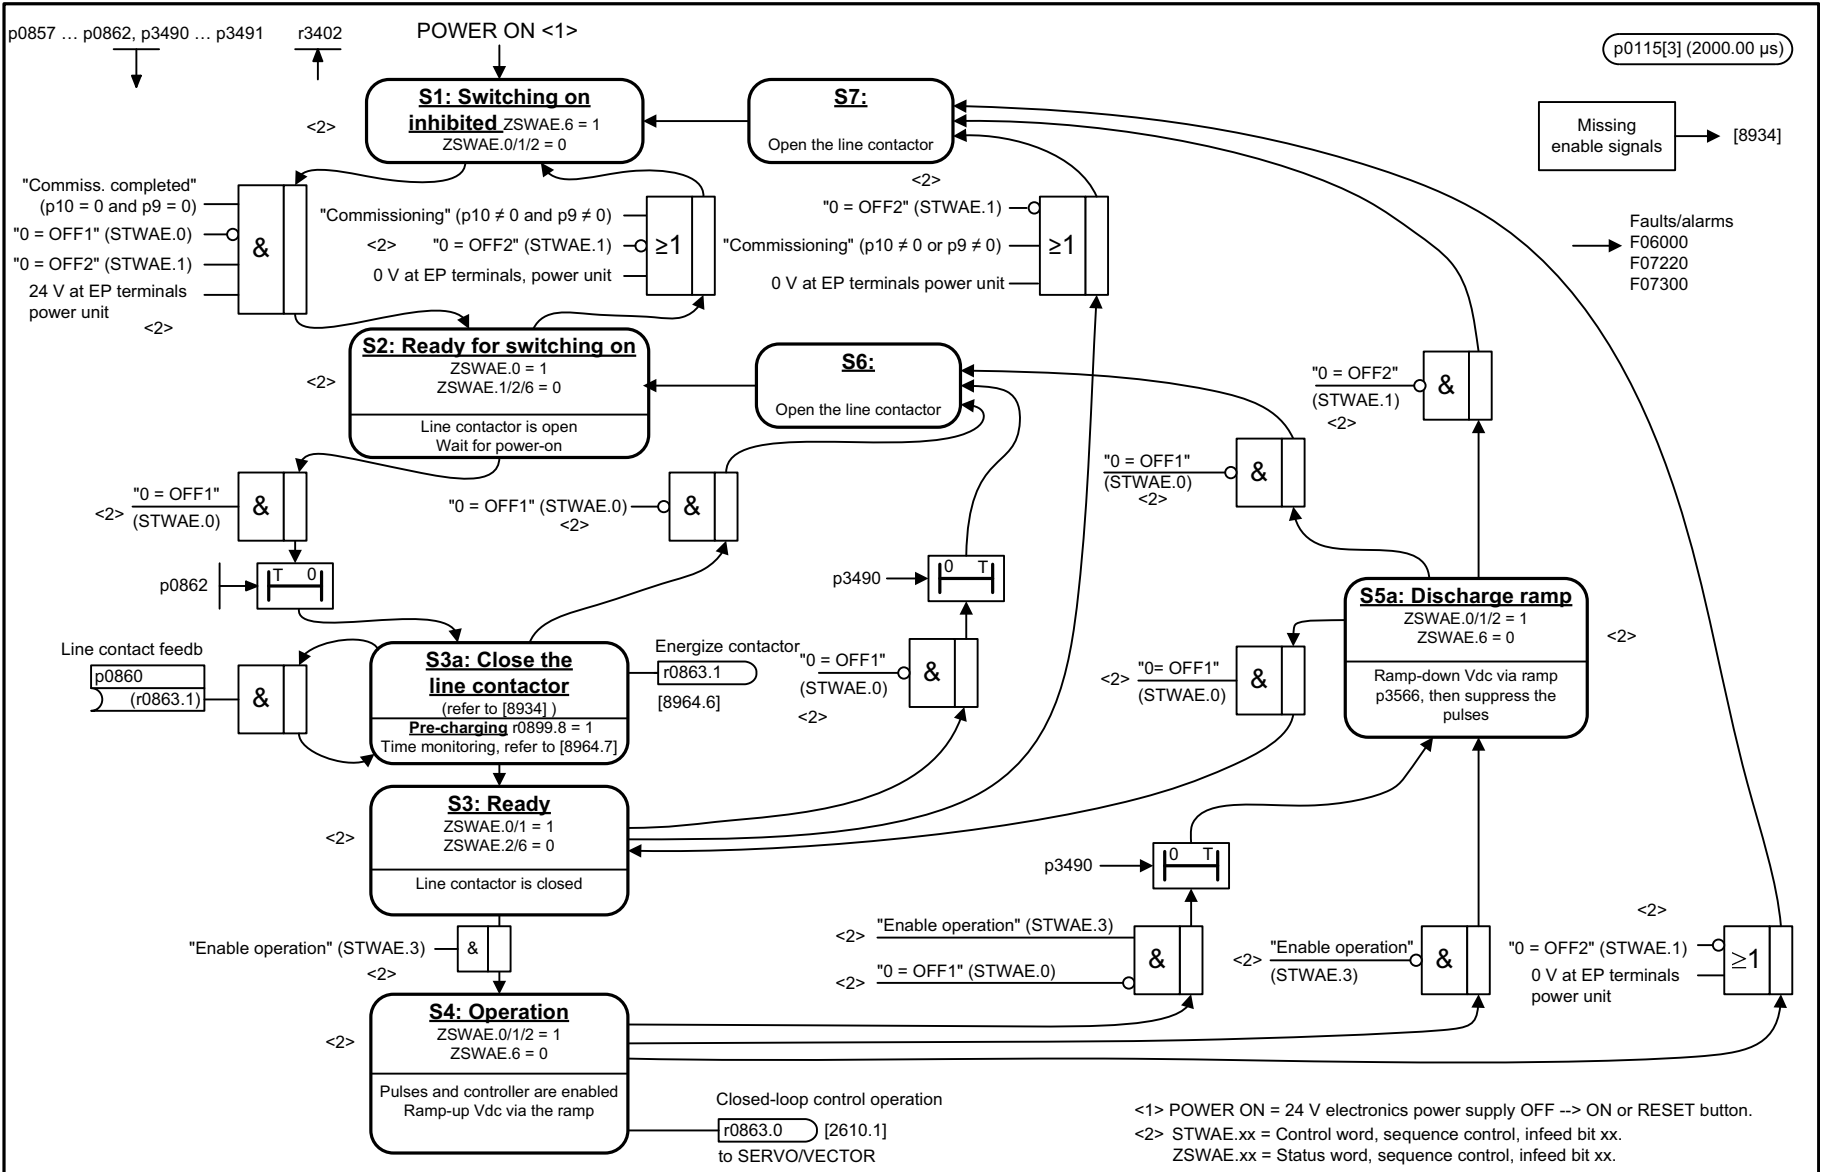 p0857 … p0862, p3490 … p3491
r3402
POWER ON <1>
p0115[3] (2000.00 µs)
S1: Switching on
inhibited ZSWAE.6 = 1
ZSWAE.0/1/2 = 0
<2>
S7:
Open the line contactor
<2>
Missing
enable signals
[8934]
"Commiss. completed"
(p10 = 0 and p9 = 0)
"0 = OFF1" (STWAE.0)
"0 = OFF2" (STWAE.1)
24 V at EP terminals
power unit
<2>
&
"Commissioning" (p10 ≠ 0 and p9 ≠ 0)
<2> "0 = OFF2" (STWAE.1)
0 V at EP terminals, power unit
≥1
"0 = OFF2" (STWAE.1)
"Commissioning" (p10 ≠ 0 or p9 ≠ 0)
0 V at EP terminals power unit
≥1
Faults/alarms
F06000
F07220
F07300
S2: Ready for switching on
ZSWAE.0 = 1
ZSWAE.1/2/6 = 0
Line contactor is open
Wait for power-on
<2>
S6:
Open the line contactor
"0 = OFF2"
(STWAE.1)
<2>
&
"0 = OFF1"
(STWAE.0)
<2>
&
"0 = OFF1"
<2>
(STWAE.0)
&
"0 = OFF1" (STWAE.0)
<2>
&
p0862
T 0
p3490
0 T
S5a: Discharge ramp
ZSWAE.0/1/2 = 1
ZSWAE.6 = 0
Ramp-down Vdc via ramp
p3566, then suppress the
pulses
<2>
Line contact feedb
p0860
(r0863.1)
&
S3a: Close the
line contactor
(refer to [8934] )
Pre-charging r0899.8 = 1
Time monitoring, refer to [8964.7]
Energize contactor
r0863.1
[8964.6]
"0 = OFF1"
(STWAE.0)
<2>
&
"0= OFF1"
<2>
(STWAE.0)
&
S3: Ready
ZSWAE.0/1 = 1
ZSWAE.2/6 = 0
Line contactor is closed
<2>
p3490
0 T
"Enable operation" (STWAE.3)
<2>
&
<2> "Enable operation" (STWAE.3)
<2> "0 = OFF1" (STWAE.0)
&
<2> "Enable operation"
(STWAE.3)
&
<2>
"0 = OFF2" (STWAE.1)
0 V at EP terminals
power unit
≥1
S4: Operation
ZSWAE.0/1/2 = 1
ZSWAE.6 = 0
Pulses and controller are enabled
Ramp-up Vdc via the ramp
<2>
Closed-loop control operation
r0863.0
[2610.1]
to SERVO/VECTOR
<1> POWER ON = 24 V electronics power supply OFF --> ON or RESET button.
<2> STWAE.xx = Control word, sequence control, infeed bit xx.
ZSWAE.xx = Status word, sequence control, infeed bit xx.